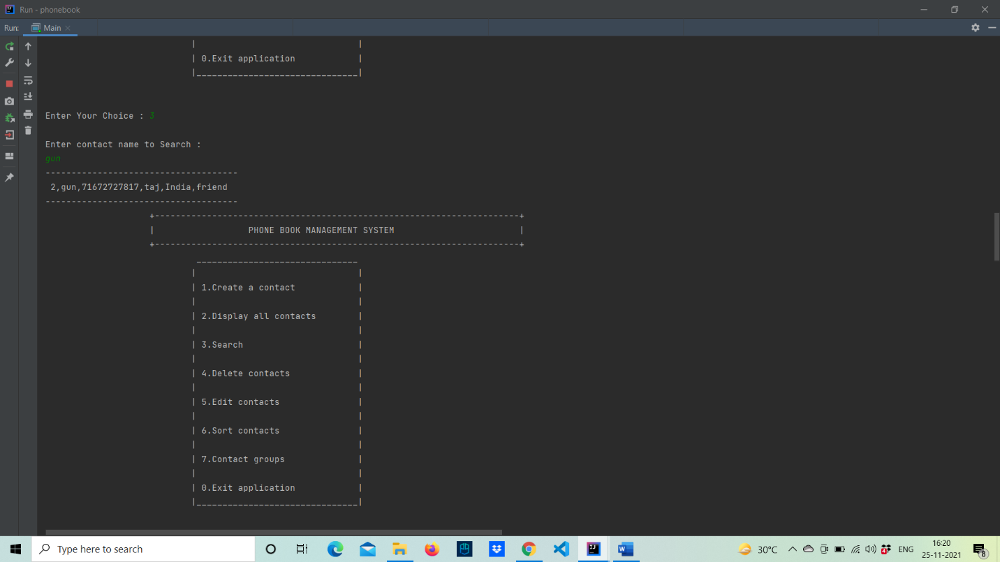 Run - phonebook
Run: Main
| |
| 0.Exit application |
|_______________________________|
Enter Your Choice : 3
Enter contact name to Search :
gun
-------------------------------------
2,gun,71672727817,taj,India,friend
-------------------------------------
+----------------------------------------------------------------------+
| PHONE BOOK MANAGEMENT SYSTEM |
+----------------------------------------------------------------------+
_______________________________
| |
| 1.Create a contact |
| |
| 2.Display all contacts |
| |
| 3.Search |
| |
| 4.Delete contacts |
| |
| 5.Edit contacts |
| |
| 6.Sort contacts |
| |
| 7.Contact groups |
| |
| 0.Exit application |
|_______________________________|
Type here to search
30°C
4
ENG
16:20
25-11-2021
8